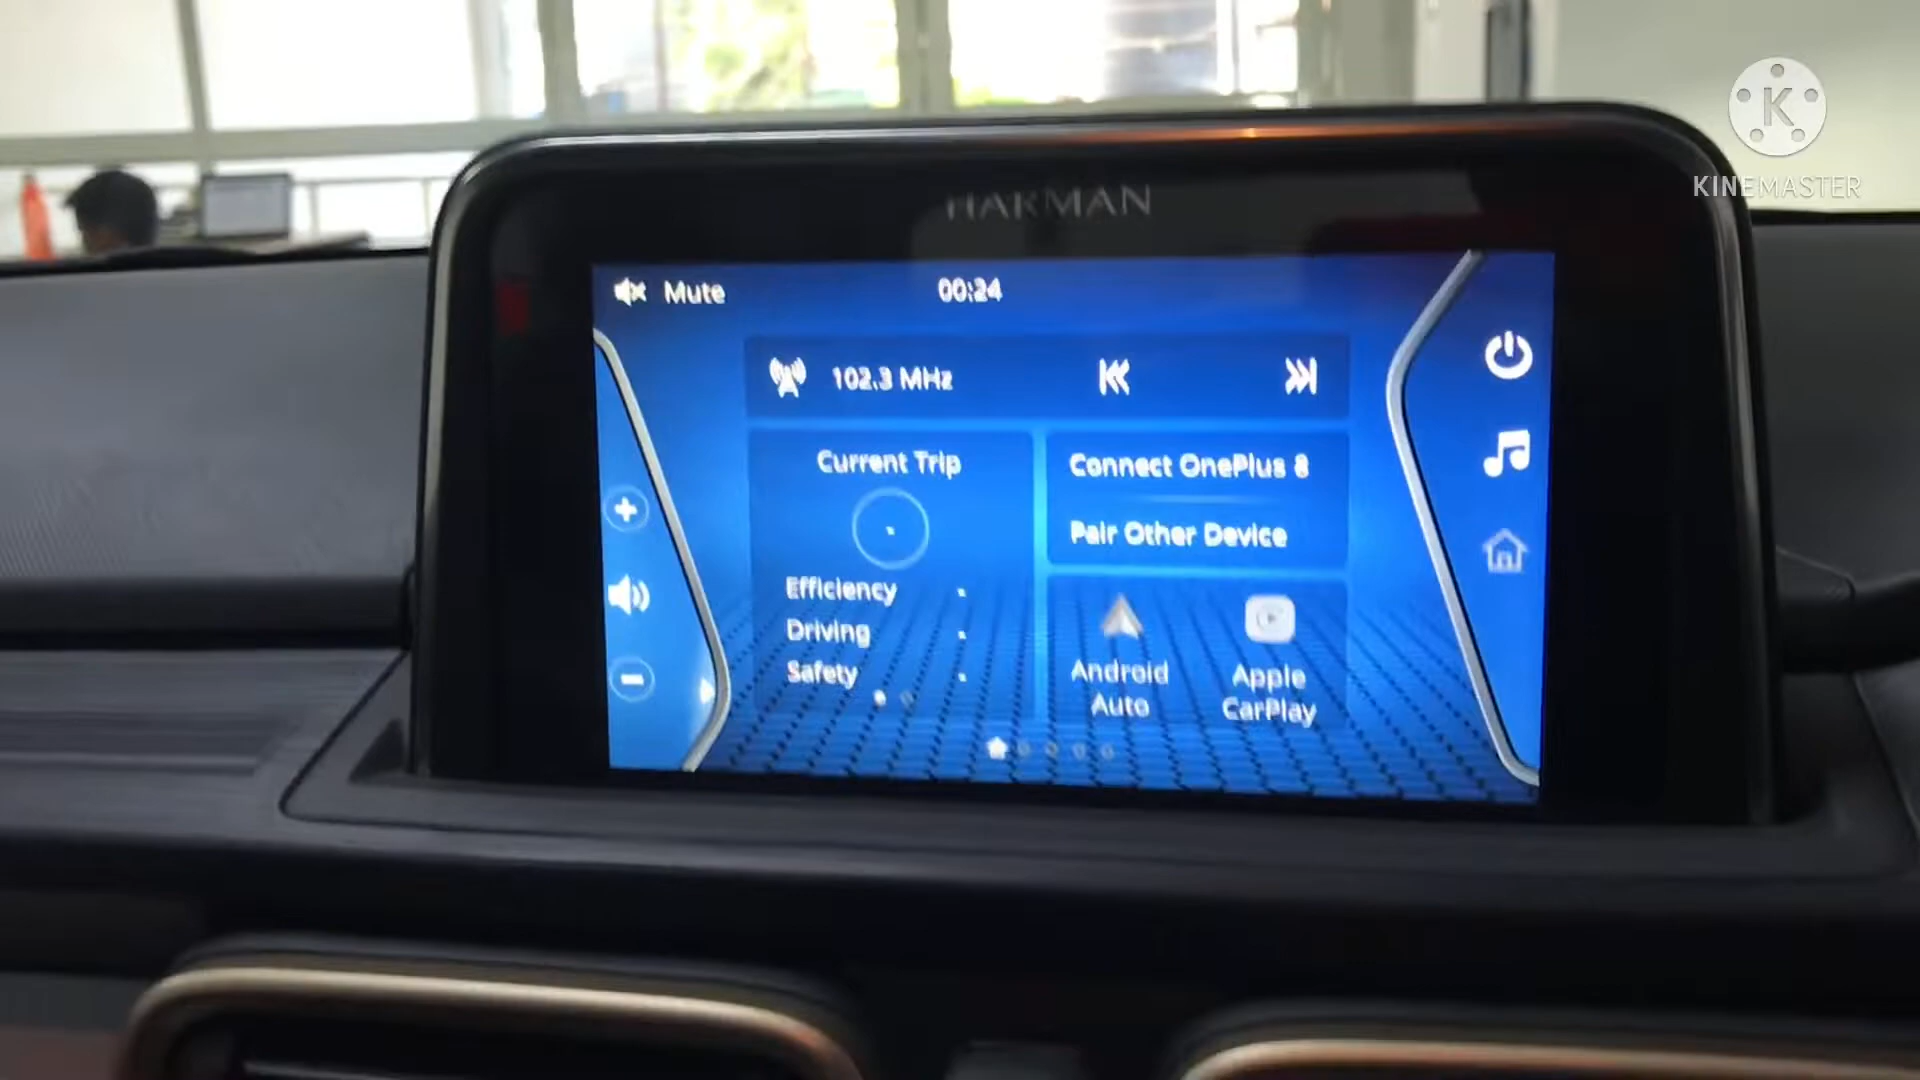 K
KINEMASTER
HARMAN
Mute
00:24
102.3 MHz
Current Trip
Efficiency
Driving
Safety
Connect OnePlus 8
Pair Other Device
Android
Auto
Apple
CarPlay